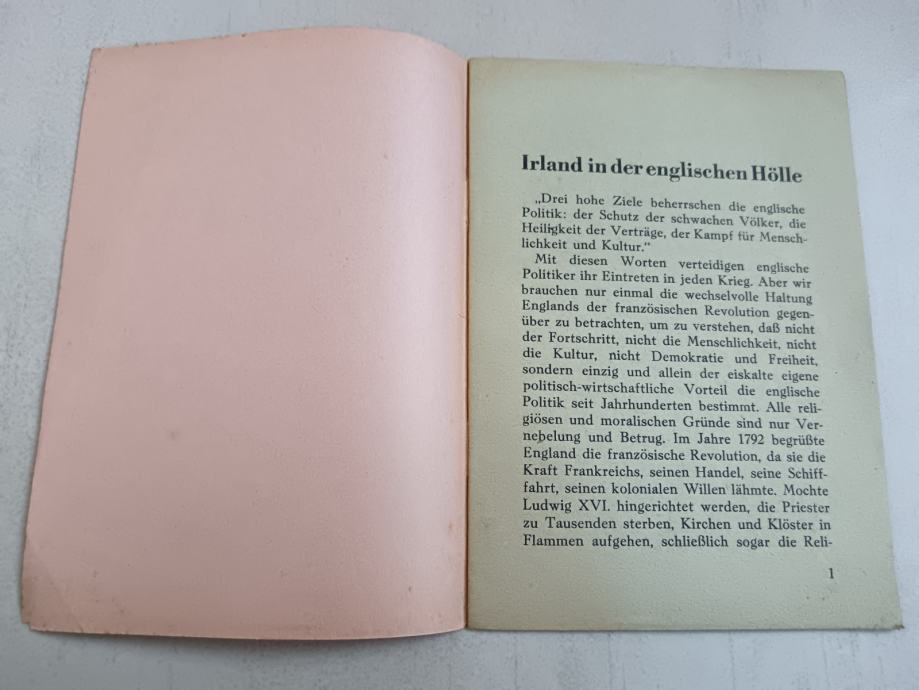 Irland in der englischen Hölle
„Drei hohe Ziele beherrschen die englische
Politik: der Schutz der schwachen Völker, die
Heiligkeit der Verträge, der Kampf für Mensch-
lichkeit und Kultur.“
Mit diesen Worten verteidigen englische
Politiker ihr Eintreten in jeden Krieg. Aber wir
brauchen nur einmal die wechselvolle Haltung
Englands der französischen Revolution gegen-
über zu betrachten, um zu verstehen, daß nicht
der Fortschritt, nicht die Menschlichkeit, nicht
die Kultur, nicht Demokratie und Freiheit,
sondern einzig und allein der eiskalte eigene
politisch-wirtschaftliche Vorteil die englische
Politik seit Jahrhunderten bestimmt. Alle reli-
giösen und moralischen Gründe sind nur Ver-
nebelung und Betrug. Im Jahre 1792 begrüßte
England die französische Revolution, da sie die
Kraft Frankreichs, seinen Handel, seine Schiff-
fahrt, seinen kolonialen Willen lähmte. Mochte
Ludwig XVI. hingerichtet werden, die Priester
zu Tausenden sterben, Kirchen und Klöster in
Flammen aufgehen, schließlich sogar die Reli-
1